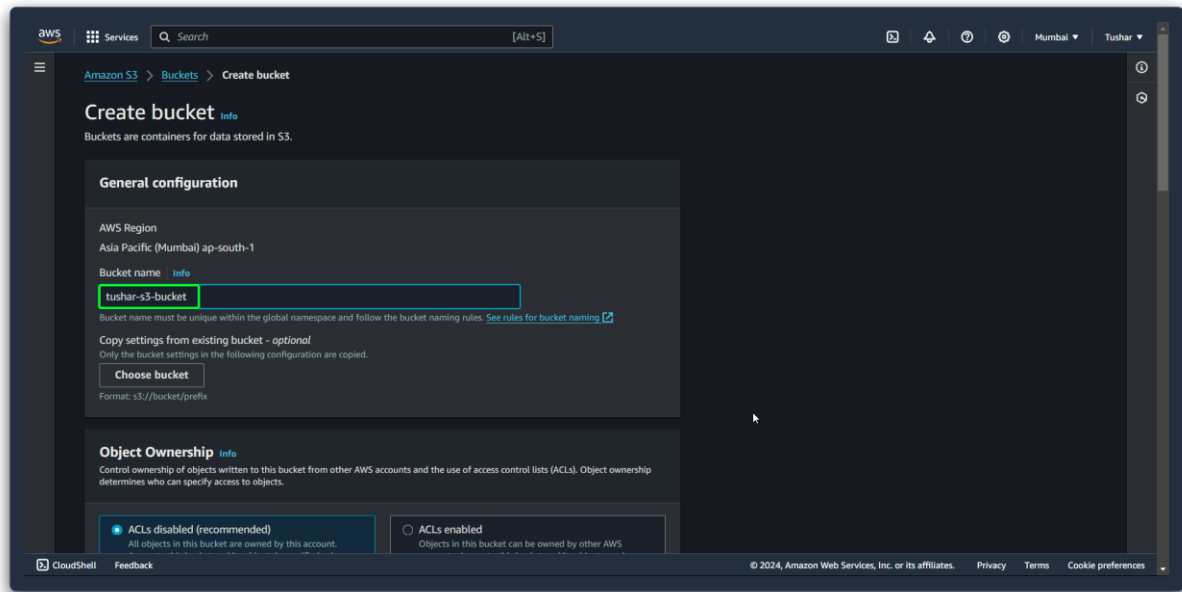 aws
Services
Search
[Alt+S]
Mumbai
Tushar
Amazon S3 > Buckets > Create bucket
Create bucket Info
Buckets are containers for data stored in S3.
General configuration
AWS Region
Asia Pacific (Mumbai) ap-south-1
Bucket name Info
tushar-s3-bucket
Bucket name must be unique within the global namespace and follow the bucket naming rules. See rules for bucket naming
Copy settings from existing bucket - optional
Only the bucket settings in the following configuration are copied.
Choose bucket
Format: s3://bucket/prefix
Object Ownership Info
Control ownership of objects written to this bucket from other AWS accounts and the use of access control lists (ACLs). Object ownership
determines who can specify access to objects.
ACLs disabled (recommended)
All objects in this bucket are owned by this account.
ACLs enabled
Objects in this bucket can be owned by other AWS
CloudShell
Feedback
© 2024, Amazon Web Services, Inc. or its affiliates.
Privacy
Terms
Cookie preferences